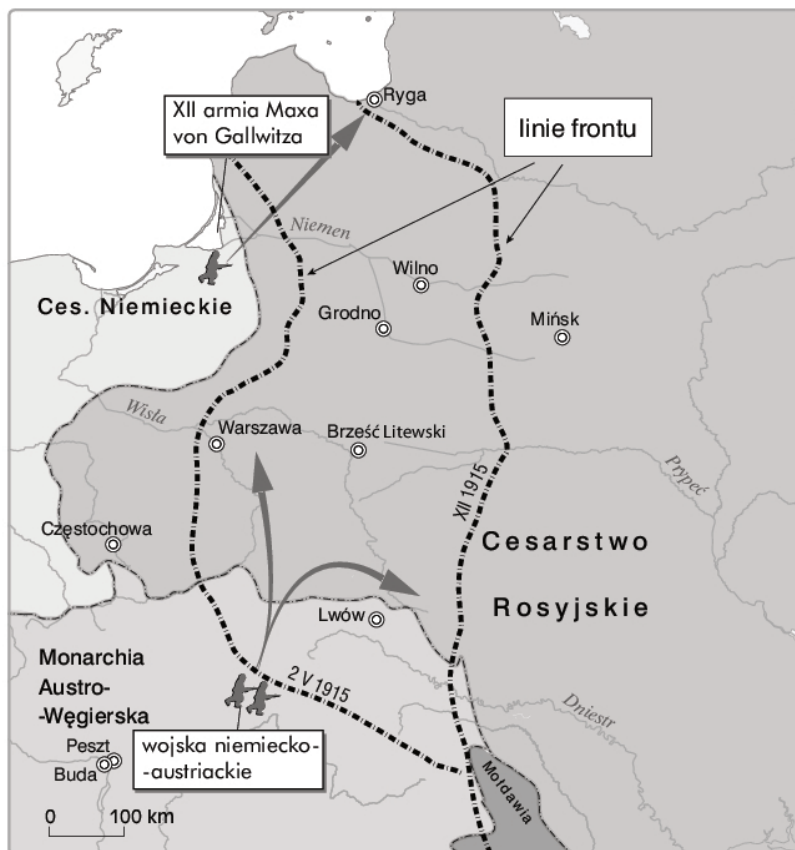 Ryga
XII armia Maxa
von Gallwitza
linie frontu
Niemen
Wilno
Ces. Niemieckie
Grodno
Mińsk
Wisła
Warszawa
Brześć Litewski
Prypeć
XII 1915
Częstochowa
Cesarstwo
Rosyjskie
Lwów
Monarchia
Austro-
-Węgierska
2 V 1915
Dniestr
Peszt
Buda
wojska niemiecko-
-austriackie
Mołdawia
0 100 km